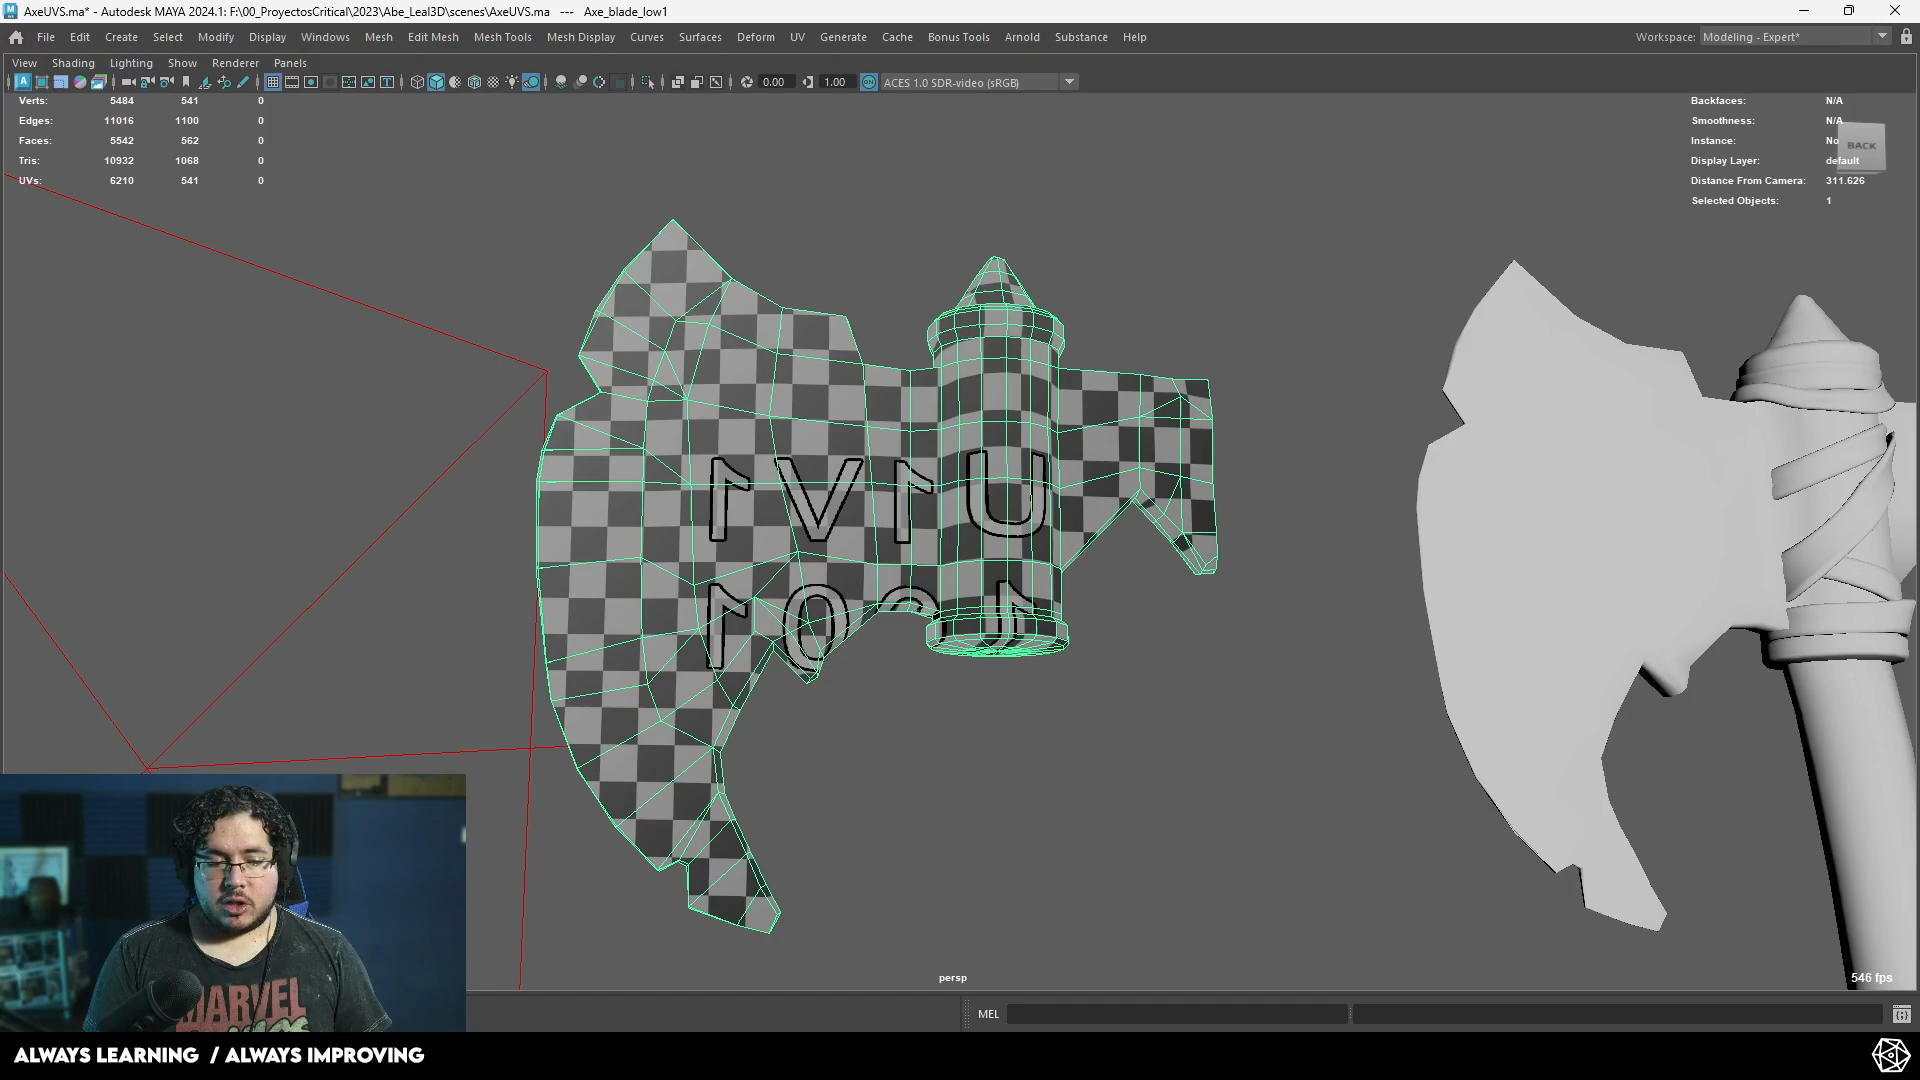 AxeUVS.ma* - Autodesk MAYA 2024.1: F:\00_ProyectosCritical\2023\Abe_Leal3D\scenes\AxeUVS.ma --- Axe_blade_low1
File Edit Create Select Modify Display Windows Mesh Edit Mesh Mesh Tools Mesh Display Curves Surfaces Deform UV Generate Cache Bonus Tools Arnold Substance Help Workspace: Modeling - Expert*
View Shading Lighting Show Renderer Panels
0.00 1.00 ACES 1.0 SDR-video (sRGB)
Verts: 5484 541 0 Backfaces: N/A
Edges: 11016 1100 0 Smoothness: N/A
Faces: 5542 562 0 Instance: No
BACK
Tris: 10932 1068 0 Display Layer: default
UVs: 6210 541 0 Distance From Camera: 311.626
Selected Objects: 1
U1V1
1001
persp
546 fps
MARVEL
MEL
ALWAYS LEARNING / ALWAYS IMPROVING